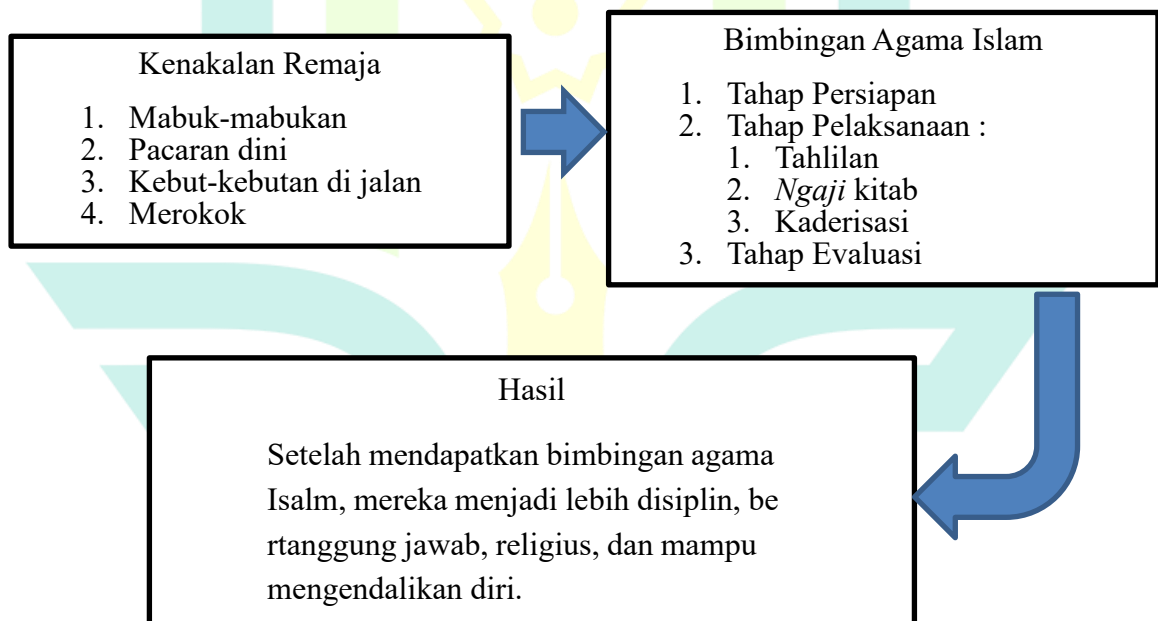 Kenakalan Remaja
1. Mabuk-mabukan
2. Pacaran dini
3. Kebut-kebutan di jalan
4. Merokok
Bimbingan Agama Islam
1. Tahap Persiapan
2. Tahap Pelaksanaan :
1. Tahlilan
2. Ngaji kitab
3. Kaderisasi
3. Tahap Evaluasi
Hasil
Setelah mendapatkan bimbingan agama
Isalm, mereka menjadi lebih disiplin, be
rtanggung jawab, religius, dan mampu
mengendalikan diri.